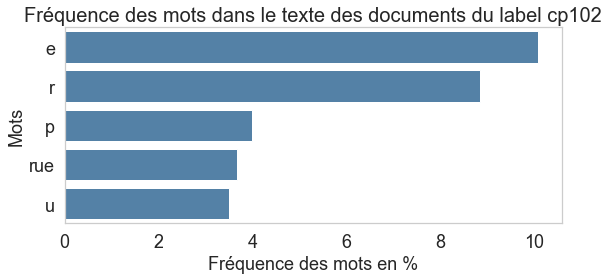 Fréquence des mots dans le texte des documents du label cp102
Mots
e
r
p
rue
u
0 2 4 6 8 10
Fréquence des mots en %